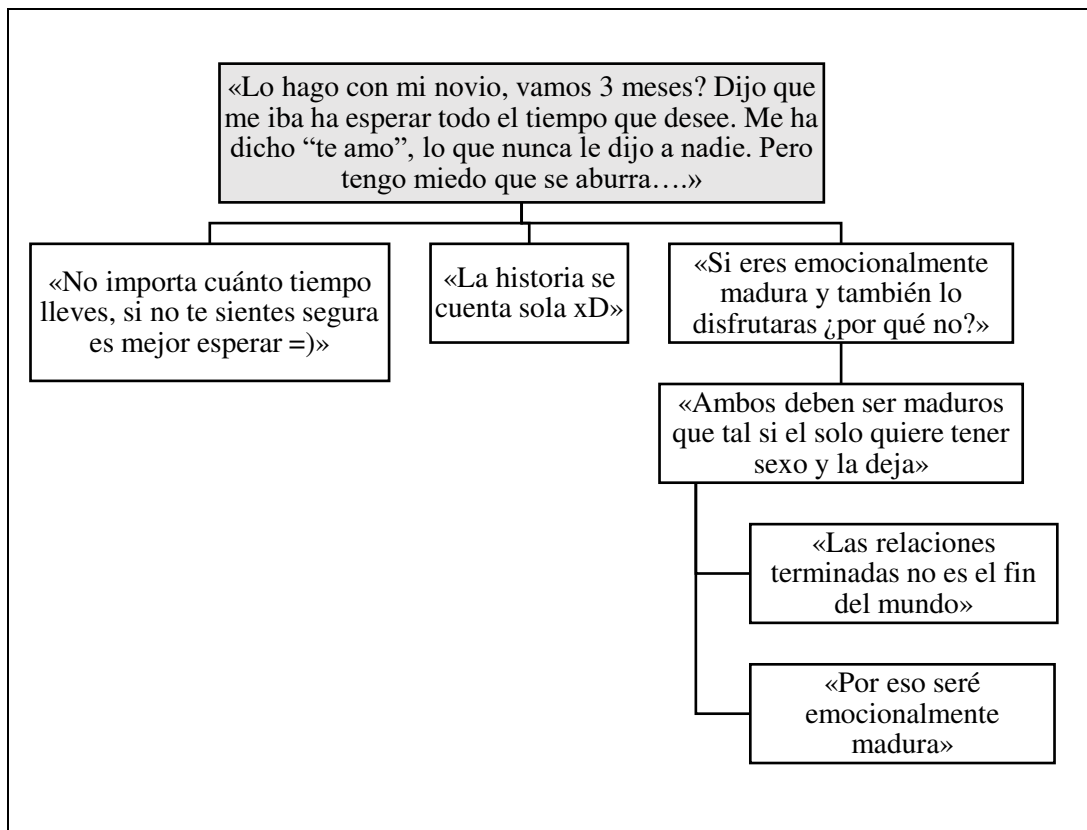 «Lo hago con mi novio, vamos 3 meses? Dijo que
me iba ha esperar todo el tiempo que desee. Me ha
dicho “te amo”, lo que nunca le dijo a nadie. Pero
tengo miedo que se aburra….»
«No importa cuánto tiempo
lleves, si no te sientes segura
es mejor esperar =)»
«La historia se
cuenta sola xD»
«Si eres emocionalmente
madura y también lo
disfrutaras ¿por qué no?»
«Ambos deben ser maduros
que tal si el solo quiere tener
sexo y la deja»
«Las relaciones
terminadas no es el fin
del mundo»
«Por eso seré
emocionalmente
madura»